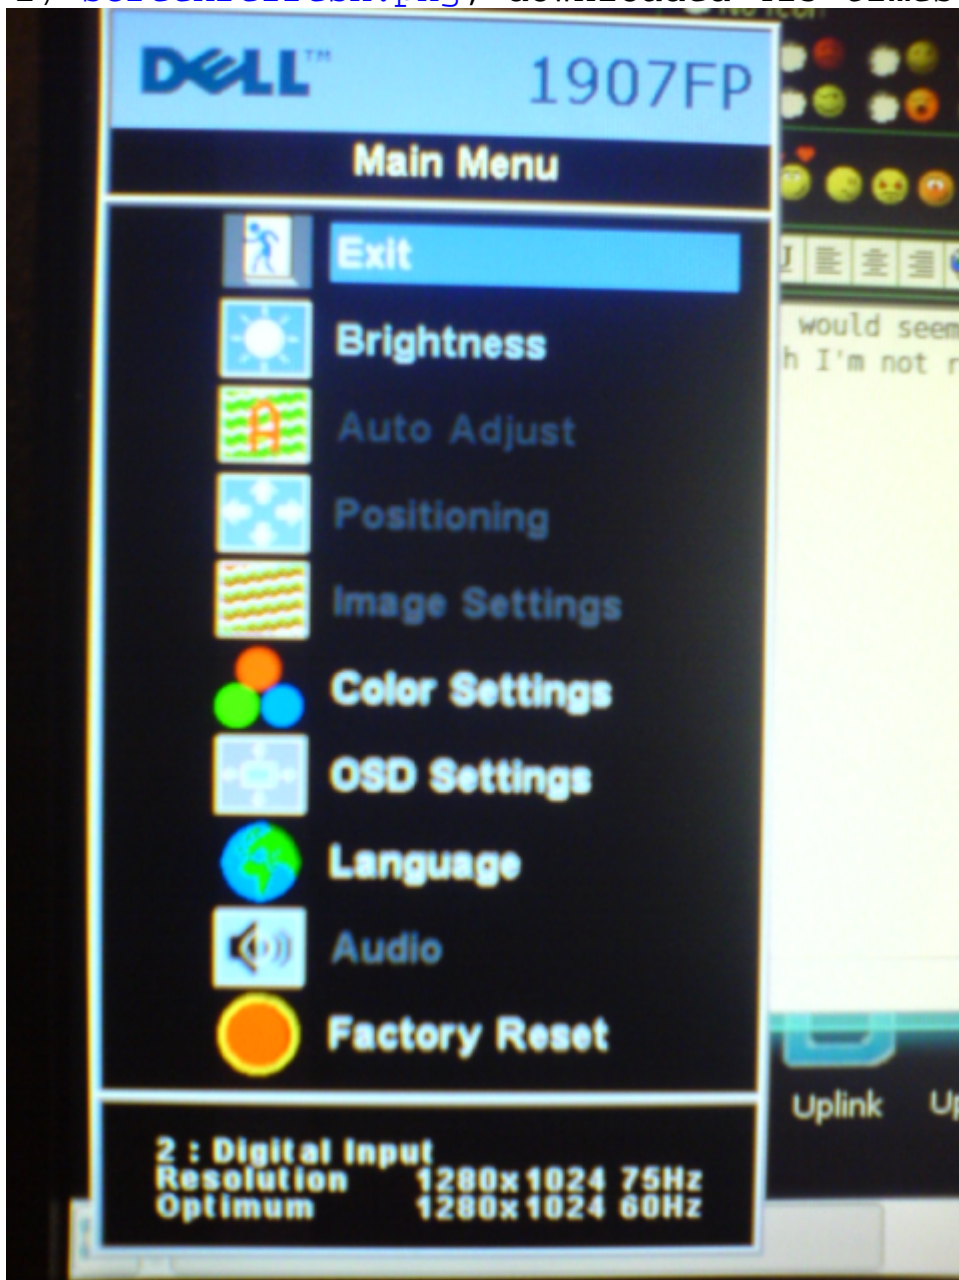 DELL™ 1907FP
Main Menu
Exit
Brightness
Auto Adjust
Positioning
Image Settings
Color Settings
OSD Settings
Language
Audio
Factory Reset
2 : Digital Input
Resolution 1280x1024 75Hz
Optimum 1280x1024 60Hz
would seem
h I'm not
Uplink